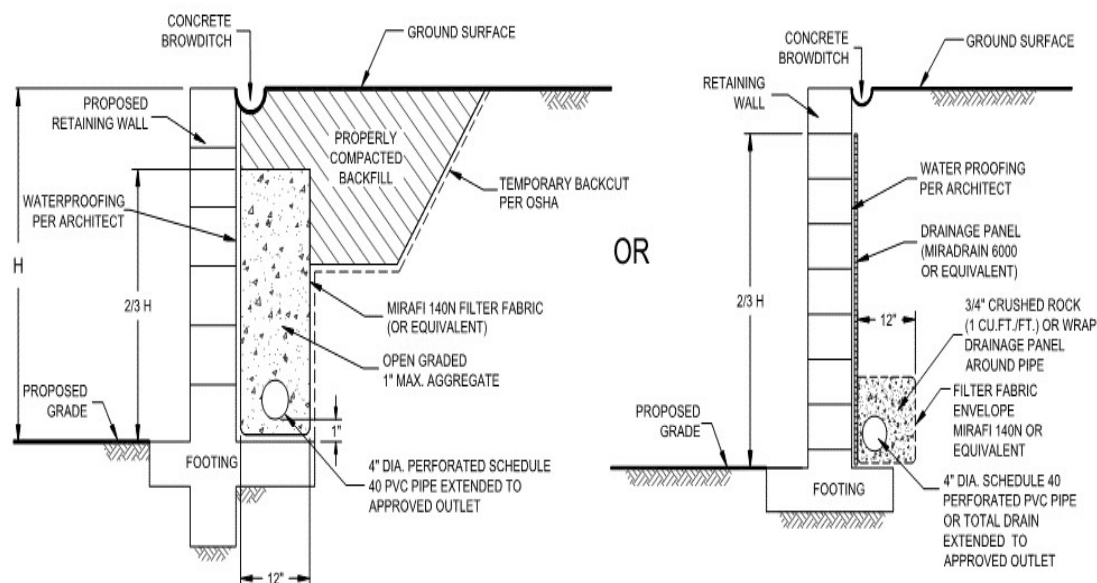 CONCRETE
BROWDITCH
GROUND SURFACE
PROPOSED
RETAINING WALL
PROPERLY
COMPACTED
BACKFILL
TEMPORARY BACKCUT
PER OSHA
WATERPROOFING
PER ARCHITECT
H
2/3 H
MIRAFI 140N FILTER FABRIC
(OR EQUIVALENT)
OPEN GRADED
1" MAX. AGGREGATE
PROPOSED
GRADE
1"
FOOTING
4" DIA. PERFORATED SCHEDULE
40 PVC PIPE EXTENDED TO
APPROVED OUTLET
12"
OR
CONCRETE
BROWDITCH
GROUND SURFACE
RETAINING
WALL
WATER PROOFING
PER ARCHITECT
DRAINAGE PANEL
(MIRADRAIN 6000
OR EQUIVALENT)
2/3 H
12"
3/4" CRUSHED ROCK
(1 CU.FT./FT.) OR WRAP
DRAINAGE PANEL
AROUND PIPE
FILTER FABRIC
ENVELOPE
MIRAFI 140N OR
EQUIVALENT
PROPOSED
GRADE
FOOTING
4" DIA. SCHEDULE 40
PERFORATED PVC PIPE
OR TOTAL DRAIN
EXTENDED TO
APPROVED OUTLET